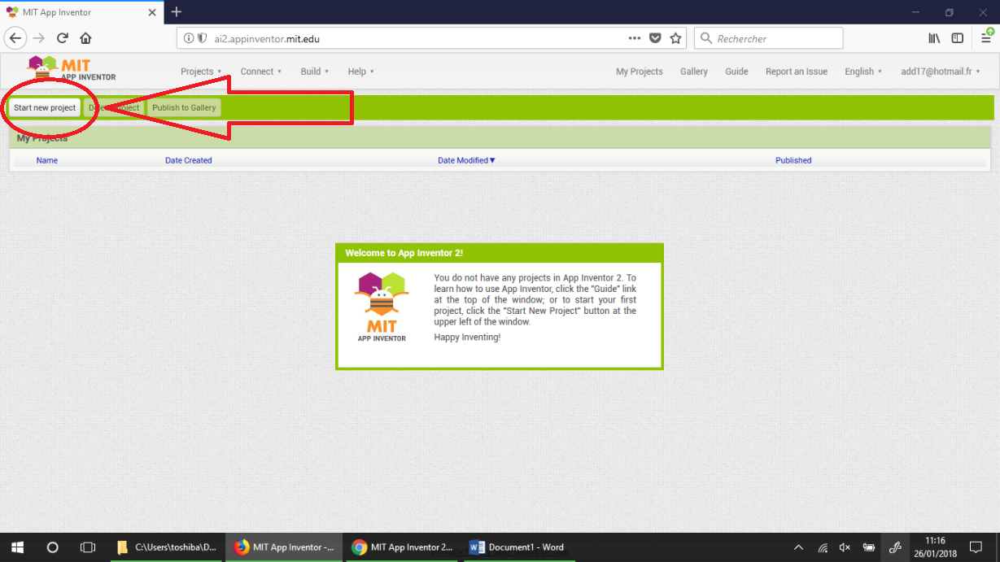 MIT App Inventor
ai2.appinventor.mit.edu
Rechercher
MIT
APP INVENTOR
Projects Connect Build Help My Projects Gallery Guide Report an Issue English add17@hotmail.fr
Start new project Delete Project Publish to Gallery
My Projects
Name Date Created Date Modified Published
Welcome to App Inventor 2!
You do not have any projects in App Inventor 2. To
learn how to use App Inventor, click the "Guide" link
at the top of the window; or to start your first
project, click the "Start New Project" button at the
upper left of the window.
Happy Inventing!
MIT
APP INVENTOR
C:\Users\toshiba\D... MIT App Inventor -... MIT App Inventor 2... Document1 - Word
11:16
26/01/2018